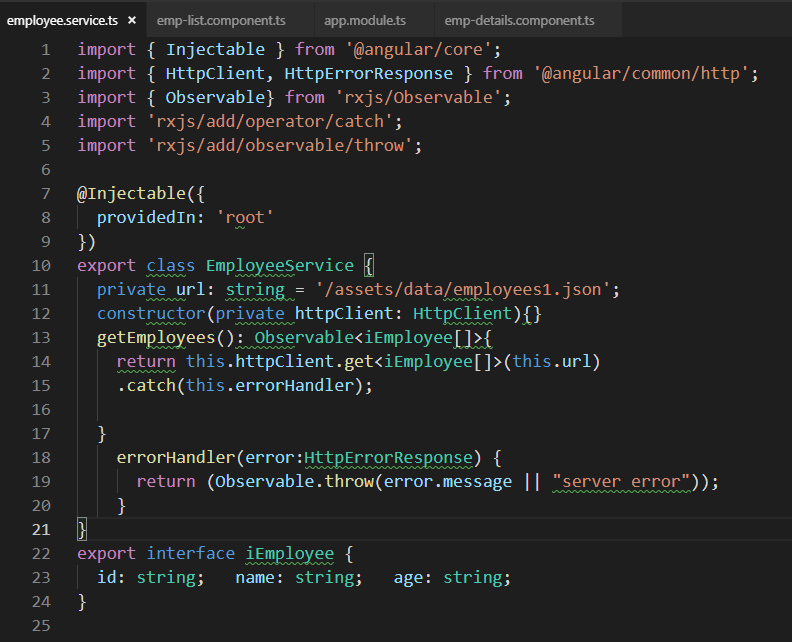 employee.service.ts × emp-list.component.ts app.module.ts emp-details.component.ts
1 import { Injectable } from '@angular/core';
2 import { HttpClient, HttpErrorResponse } from '@angular/common/http';
3 import { Observable} from 'rxjs/Observable';
4 import 'rxjs/add/operator/catch';
5 import 'rxjs/add/observable/throw';
6
7 @Injectable({
8 providedIn: 'root'
9 })
10 export class EmployeeService {
11 private url: string = '/assets/data/employees1.json';
12 constructor(private httpClient: HttpClient){}
13 getEmployees(): Observable<iEmployee[]>{
14 return this.httpClient.get<iEmployee[]>(this.url)
15 .catch(this.errorHandler);
16
17 }
18 errorHandler(error:HttpErrorResponse) {
19 return (Observable.throw(error.message || "server error"));
20 }
21 }
22 export interface iEmployee {
23 id: string; name: string; age: string;
24 }
25